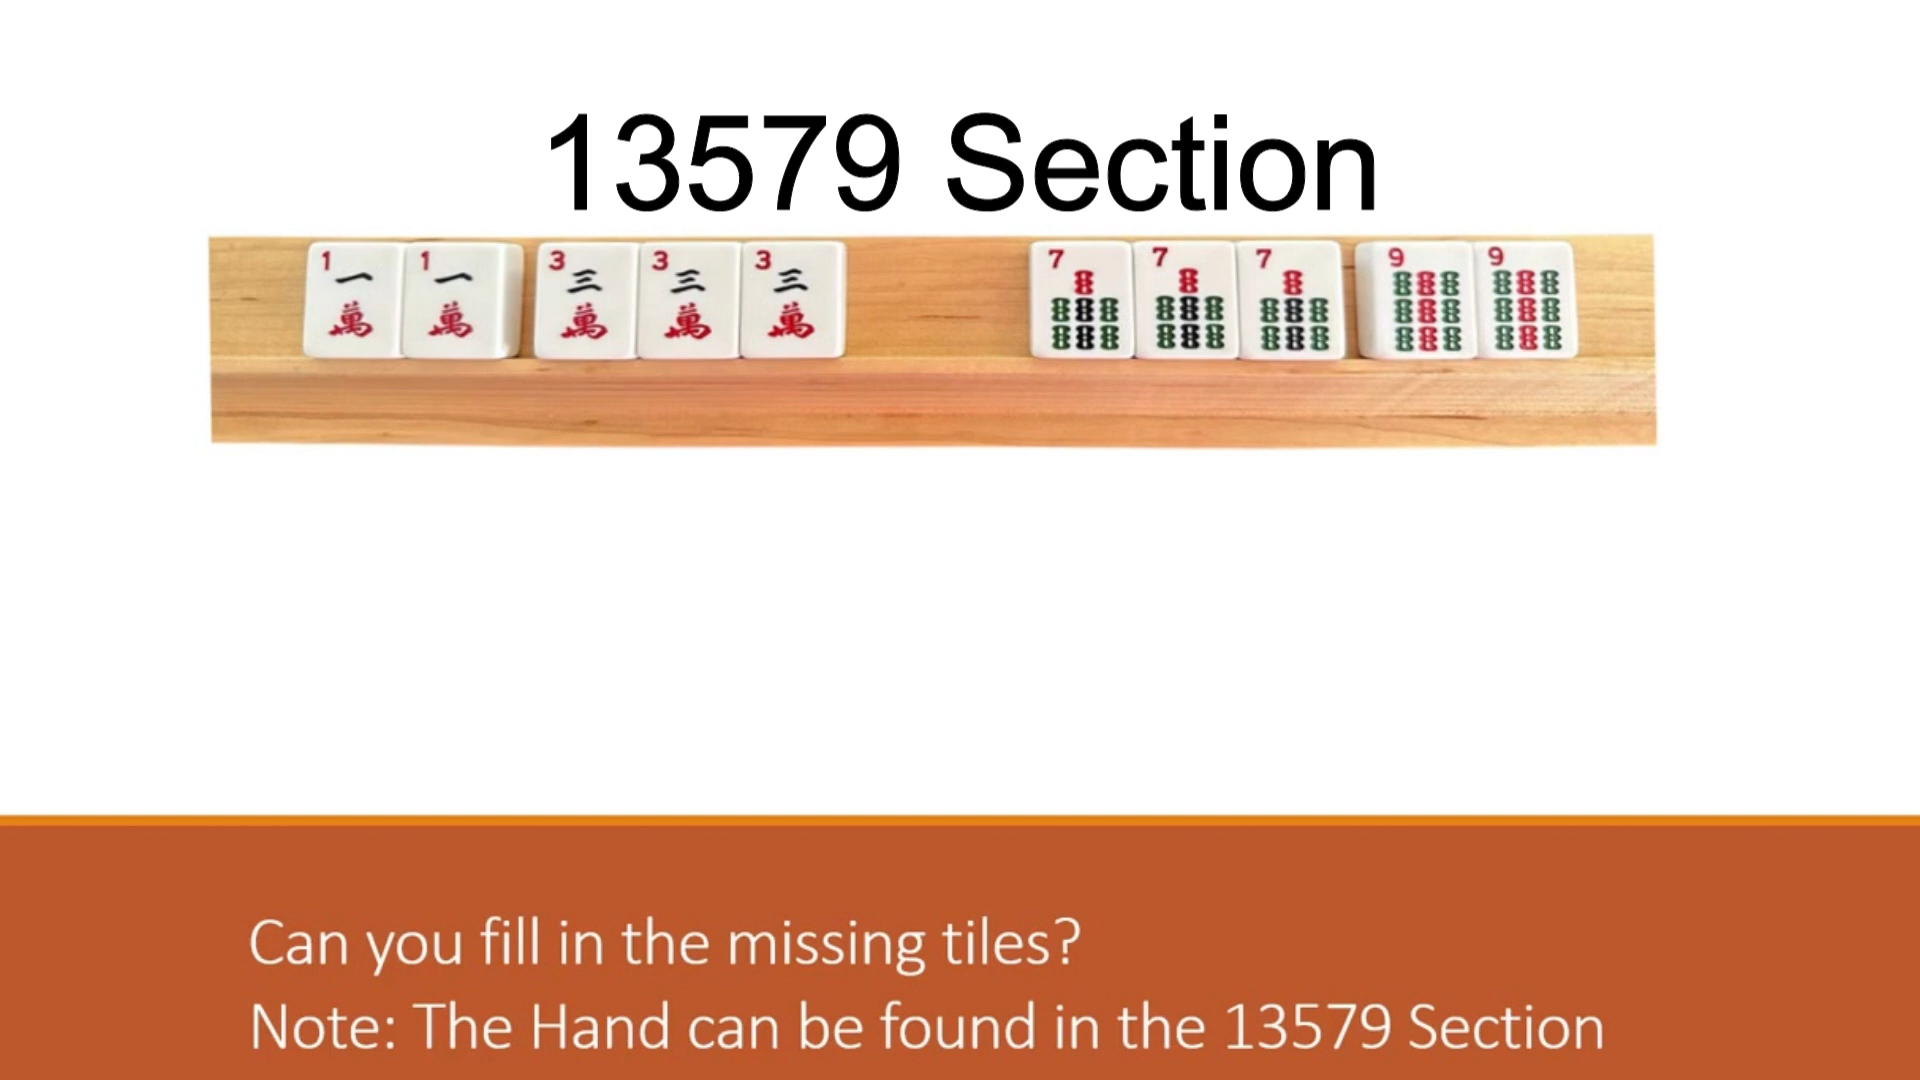 13579 Section
1 1 3 3 3 7 7 7 9 9
一 一 三 三 三
萬 萬 萬 萬 萬
Can you fill in the missing tiles?
Note: The Hand can be found in the 13579 Section